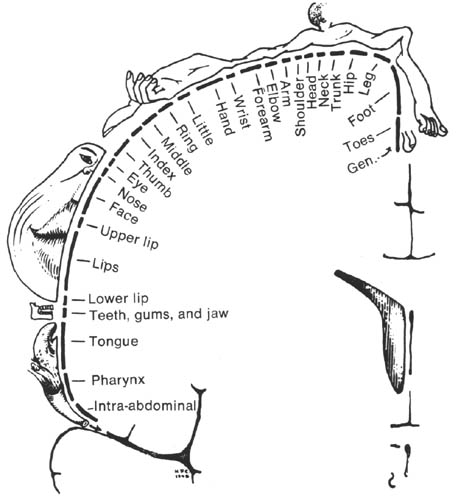 Leg
Hip
Trunk
Neck
Head
Shoulder
Arm
Elbow
Forearm
Wrist
Hand
Little
Ring
Middle
Index
Thumb
Eye
Nose
Face
Upper lip
Lips
Lower lip
Teeth, gums, and jaw
Tongue
Pharynx
Intra-abdominal
Foot
Toes
Gen.